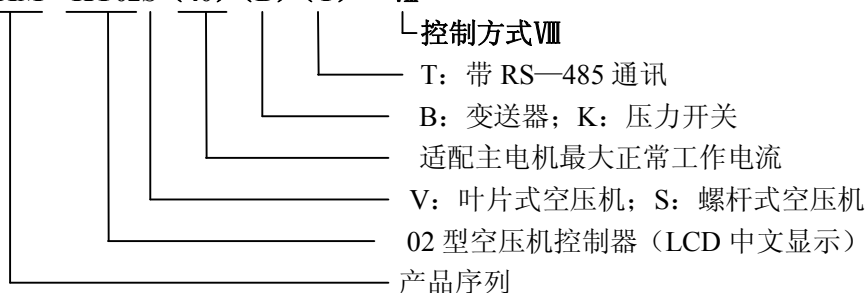 控制方式Ⅷ
T：带 RS—485 通讯
B：变送器；K：压力开关
适配主电机最大正常工作电流
V：叶片式空压机；S：螺杆式空压机
02 型空压机控制器（LCD 中文显示）
产品序列